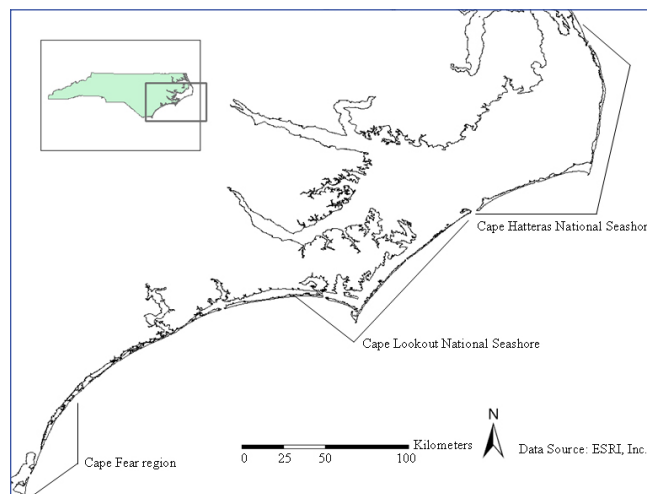 Cape Hatteras National Seashor
Cape Lookout National Seashore
N
Kilometers
Data Source: ESRI, Inc.
Cape Fear region
0 25 50 100